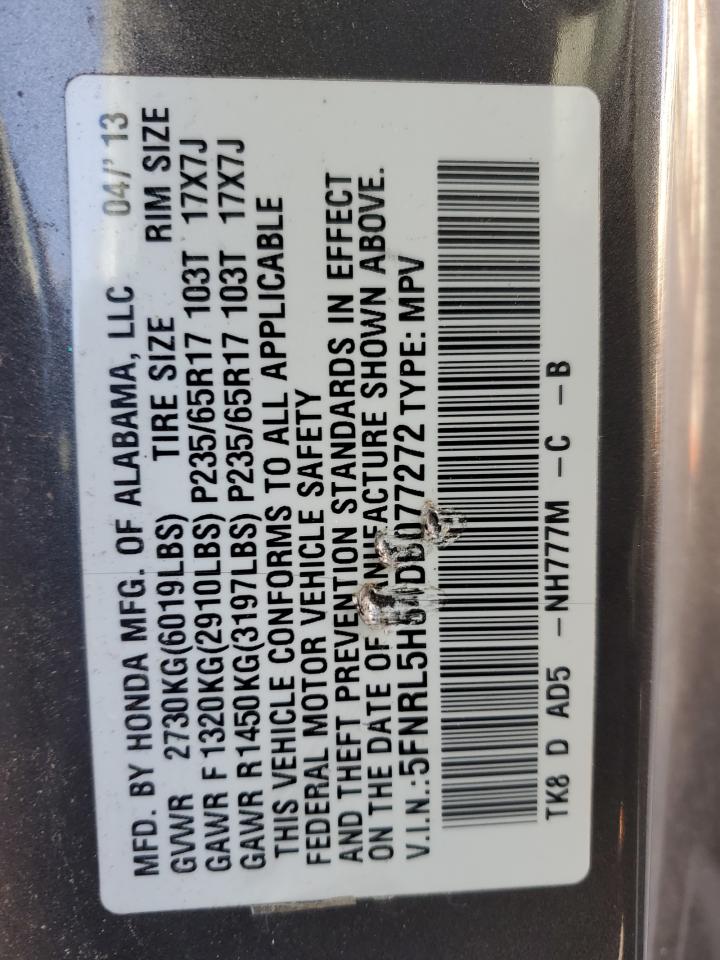 MFD. BY HONDA MFG. OF ALABAMA, LLC 04/' 13
GVWR 2730KG(6019LBS) TIRE SIZE RIM SIZE
GAWR F 1320KG(2910LBS) P235/65R17 103T 17X7J
GAWR R1450KG(3197LBS) P235/65R17 103T 17X7J
THIS VEHICLE CONFORMS TO ALL APPLICABLE
FEDERAL MOTOR VEHICLE SAFETY
AND THEFT PREVENTION STANDARDS IN EFFECT
ON THE DATE OF MANUFACTURE SHOWN ABOVE.
V.I.N.: TYPE: MPV
TK8 D AD5 -NH777M -C -B